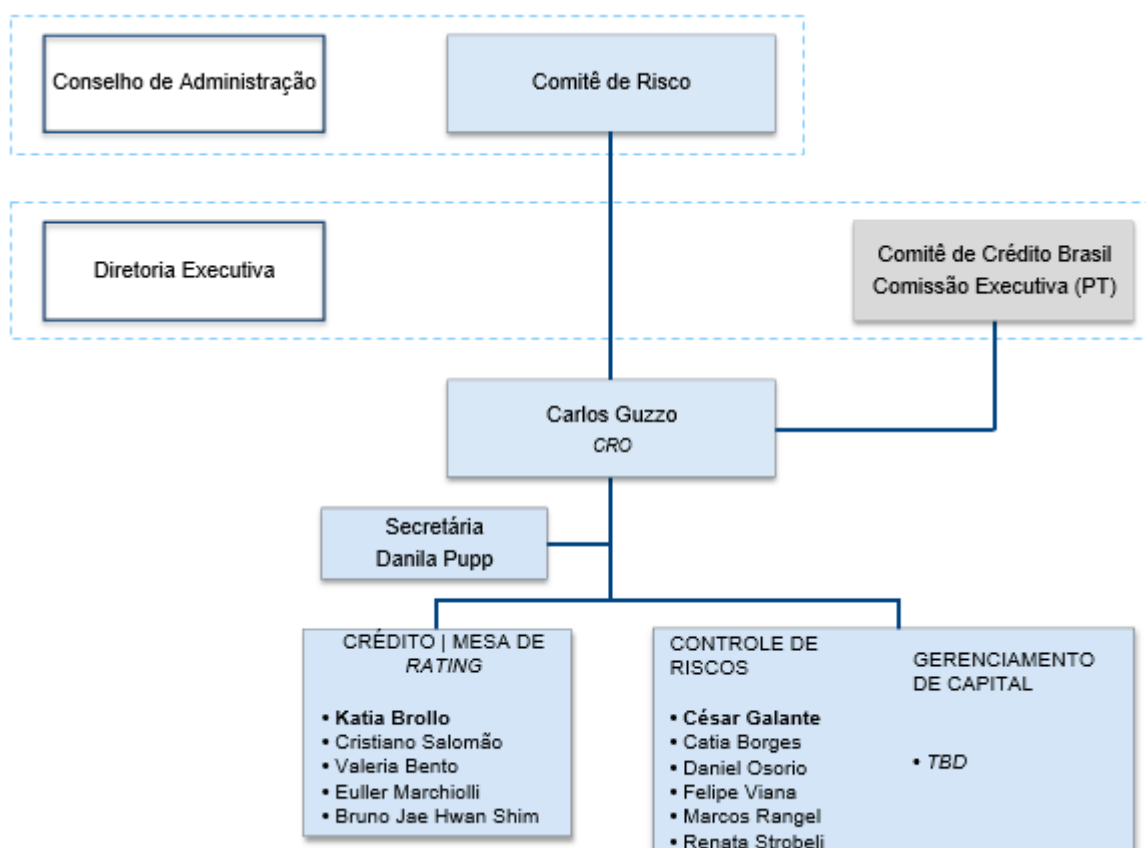 Conselho de Administração
Comitê de Risco
Diretoria Executiva
Comitê de Crédito Brasil
Comissão Executiva (PT)
Carlos Guzzo
CRO
Secretária
Danila Pupp
CRÉDITO | MESA DE
RATING
• Katia Brollo
• Cristiano Salomão
• Valeria Bento
• Euller Marchiolli
• Bruno Jae Hwan Shim
CONTROLE DE
RISCOS
• César Galante
• Catia Borges
• Daniel Osorio
• Felipe Viana
• Marcos Rangel
• Renata Strobeli
GERENCIAMENTO
DE CAPITAL
• TBD